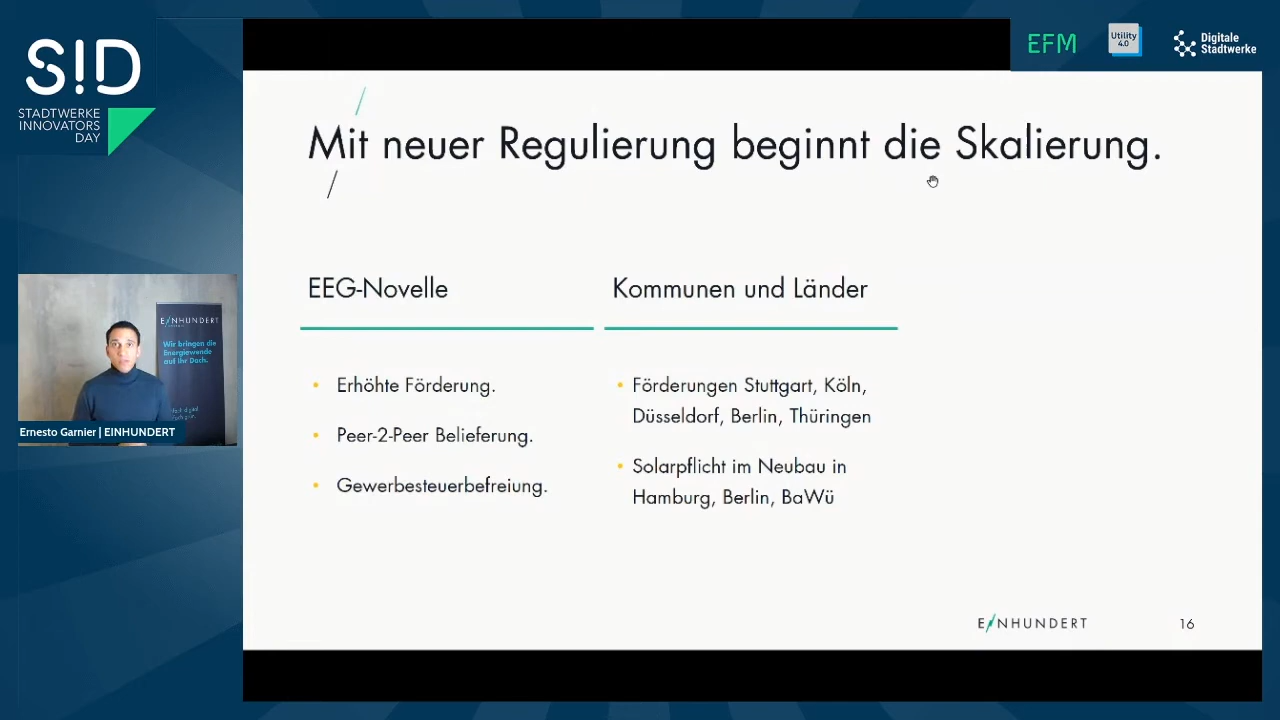 S!D
STADTWERKE
INNOVATORS
DAY
EFM
Utility
4.0
Digitale
Stadtwerke
Mit neuer Regulierung beginnt die Skalierung.
EEG-Novelle
Erhöhte Förderung.
Peer-2-Peer Belieferung.
Gewerbesteuerbefreiung.
Kommunen und Länder
Förderungen Stuttgart, Köln,
Düsseldorf, Berlin, Thüringen
Solarpflicht im Neubau in
Hamburg, Berlin, BaWü
EINHUNDERT
Wir bringen die
Energiewende
auf Ihr Dach.
Ernesto Garnier | EINHUNDERT
EINHUNDERT
16